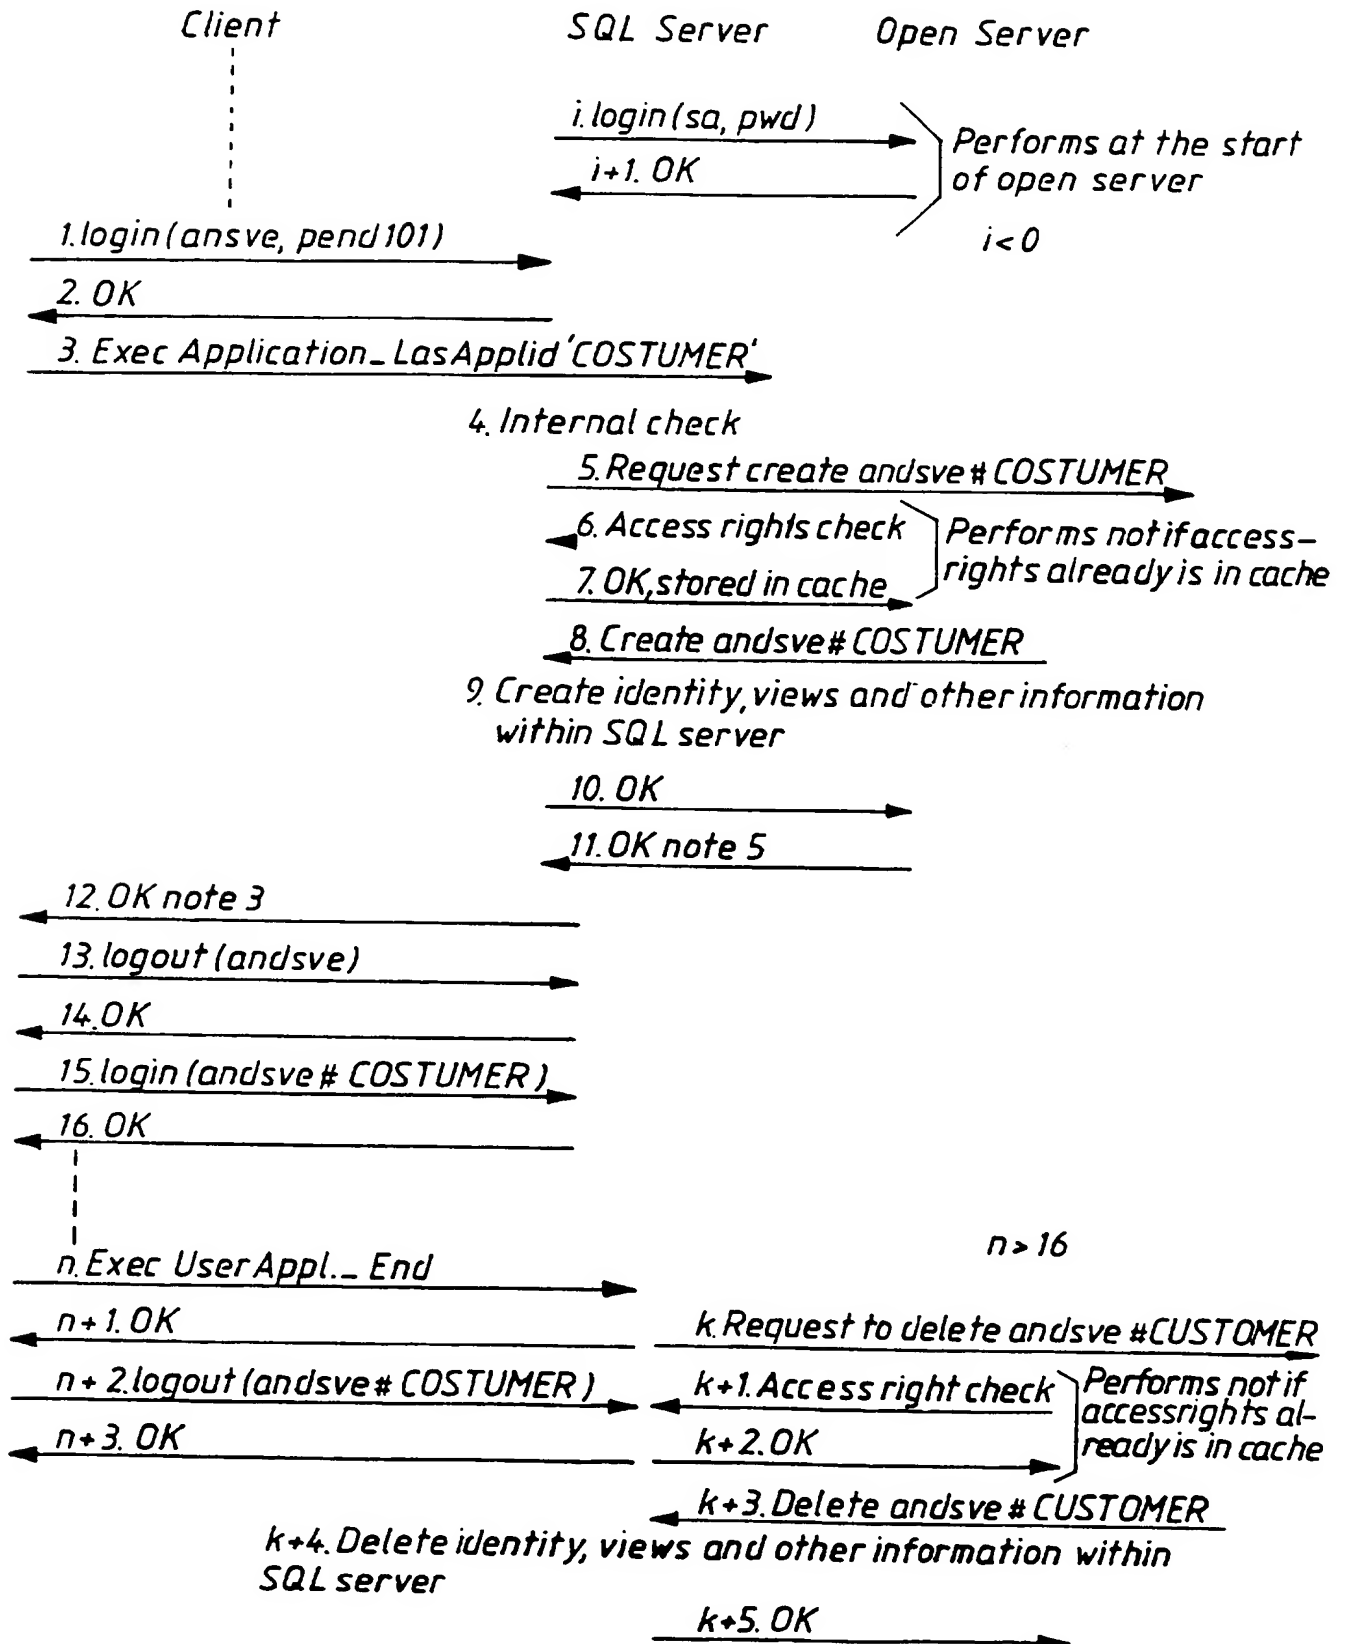 Client
SQL Server
Open Server
i. login (sa, pwd)
i+1. OK
Performs at the start
of open server
i < 0
1. login (ansve, pend101)
2. OK
3. Exec Application_LasApplid 'COSTUMER'
4. Internal check
5. Request create andsve # COSTUMER
6. Access rights check
7. OK, stored in cache
Performs not if access-
rights already is in cache
8. Create andsve # COSTUMER
9. Create identity, views and other information
within SQL server
10. OK
11. OK note 5
12. OK note 3
13. logout (andsve)
14. OK
15. login (andsve # COSTUMER)
16. OK
n > 16
n. Exec User Appl._ End
n+1. OK
k. Request to delete andsve #CUSTOMER
n+2. logout (andsve # COSTUMER)
k+1. Access right check
Performs not if
accessrights al-
ready is in cache
n+3. OK
k+2. OK
k+3. Delete andsve # CUSTOMER
k+4. Delete identity, views and other information within
SQL server
k+5. OK